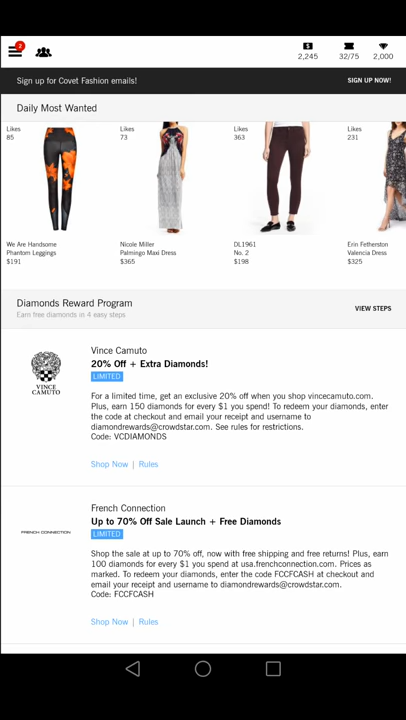 2
2,245
32/75
2,000
Sign up for Covet Fashion emails!
SIGN UP NOW!
Daily Most Wanted
Likes
85
Likes
73
Likes
363
Likes
231
We Are Handsome
Phantom Leggings
$191
Nicole Miller
Palmingo Maxi Dress
$365
DL1961
No. 2
$198
Erin Fetherston
Valencia Dress
$325
Diamonds Reward Program
Earn free diamonds in 4 easy steps
VIEW STEPS
VINCE
CAMUTO
Vince Camuto
20% Off + Extra Diamonds!
LIMITED
For a limited time, get an exclusive 20% off when you shop vincecamuto.com.
Plus, earn 150 diamonds for every $1 you spend! To redeem your diamonds, enter
the code at checkout and email your receipt and username to
diamondrewards@crowdstar.com. See rules for restrictions.
Code: VCDIAMONDS
Shop Now | Rules
FRENCH CONNECTION
French Connection
Up to 70% Off Sale Launch + Free Diamonds
LIMITED
Shop the sale at up to 70% off, now with free shipping and free returns! Plus, earn
100 diamonds for every $1 you spend at usa.frenchconnection.com. Prices as
marked. To redeem your diamonds, enter the code FCCFCASH at checkout and
email your receipt and username to diamondrewards@crowdstar.com.
Code: FCCFCASH
Shop Now | Rules